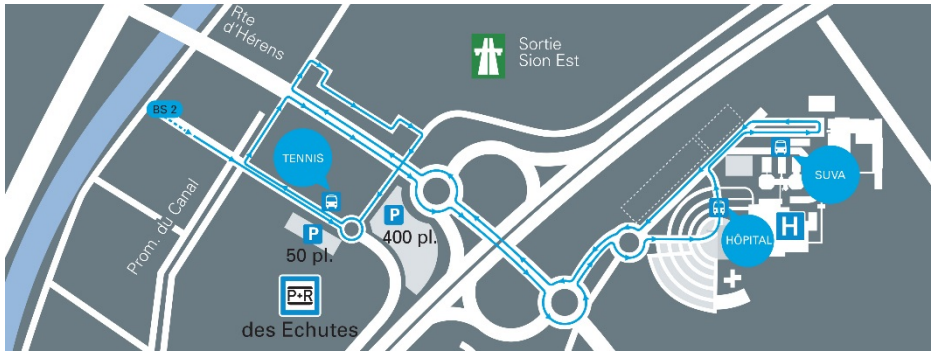 Rte
d'Hérens
Sortie
Sion Est
BS 2
TENNIS
SUVA
Prom. du Canal
P
400 pl.
P
50 pl.
H
HÔPITAL
P+R
des Echutes